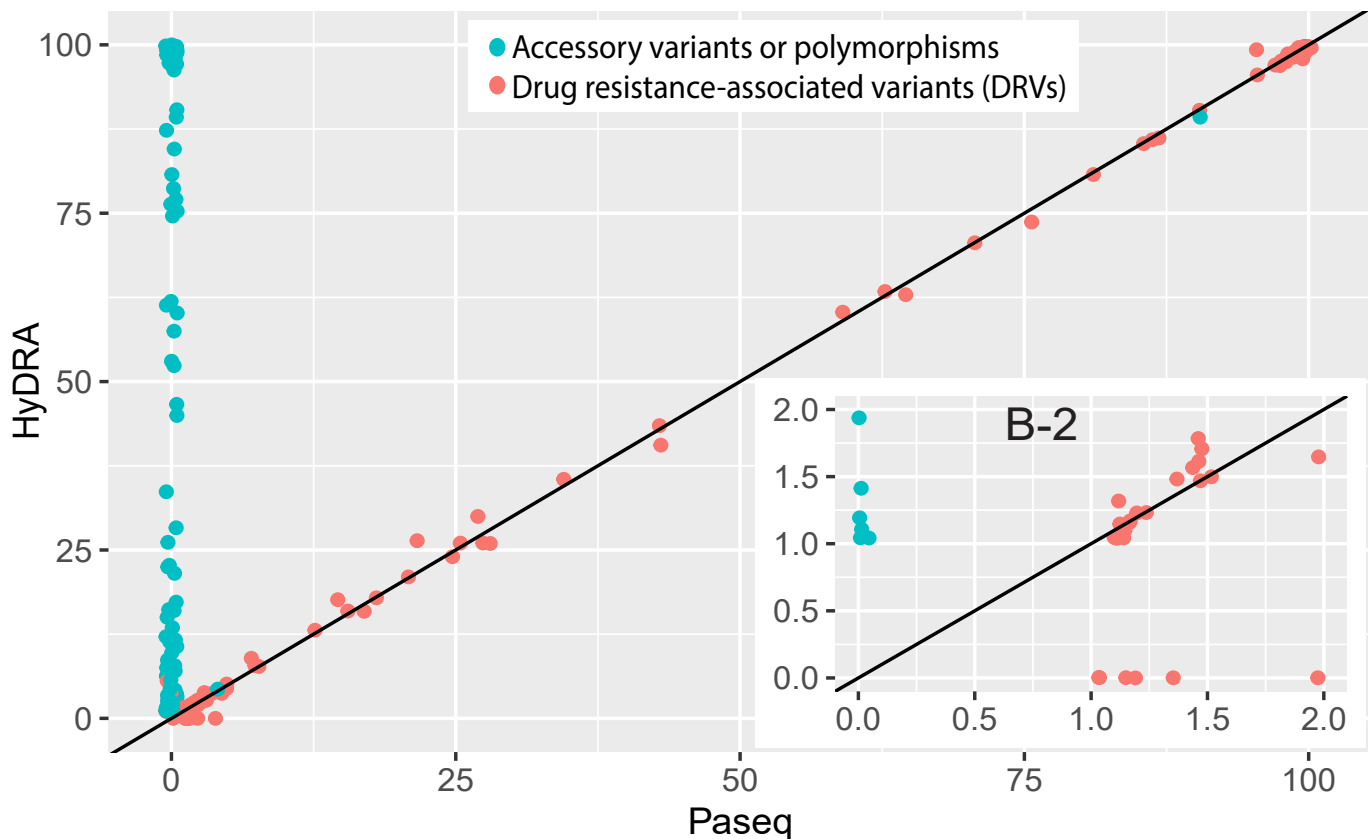 Accessory variants or polymorphisms
Drug resistance-associated variants (DRVs)
100
75
50
25
0
HyDRA
B-2
2.0
1.5
1.0
0.5
0.0
0.0 0.5 1.0 1.5 2.0
0 25 50 75 100
Paseq